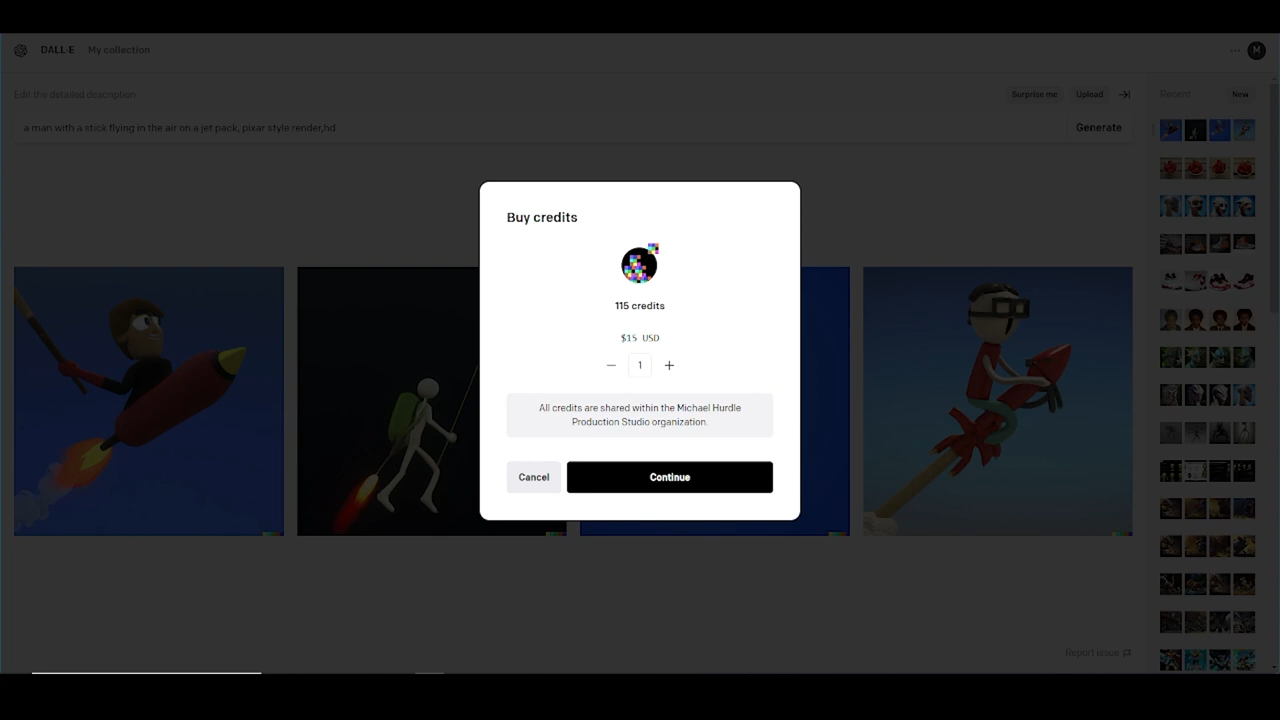 DALL·E My collection
M
Edit the detailed description
Surprise me
Upload
Recent
New
a man with a stick flying in the air on a jet pack, pixar style render,hd
Generate
Buy credits
115 credits
$15 USD
1
All credits are shared within the Michael Hurdle
Production Studio organization.
Cancel
Continue
Report issue